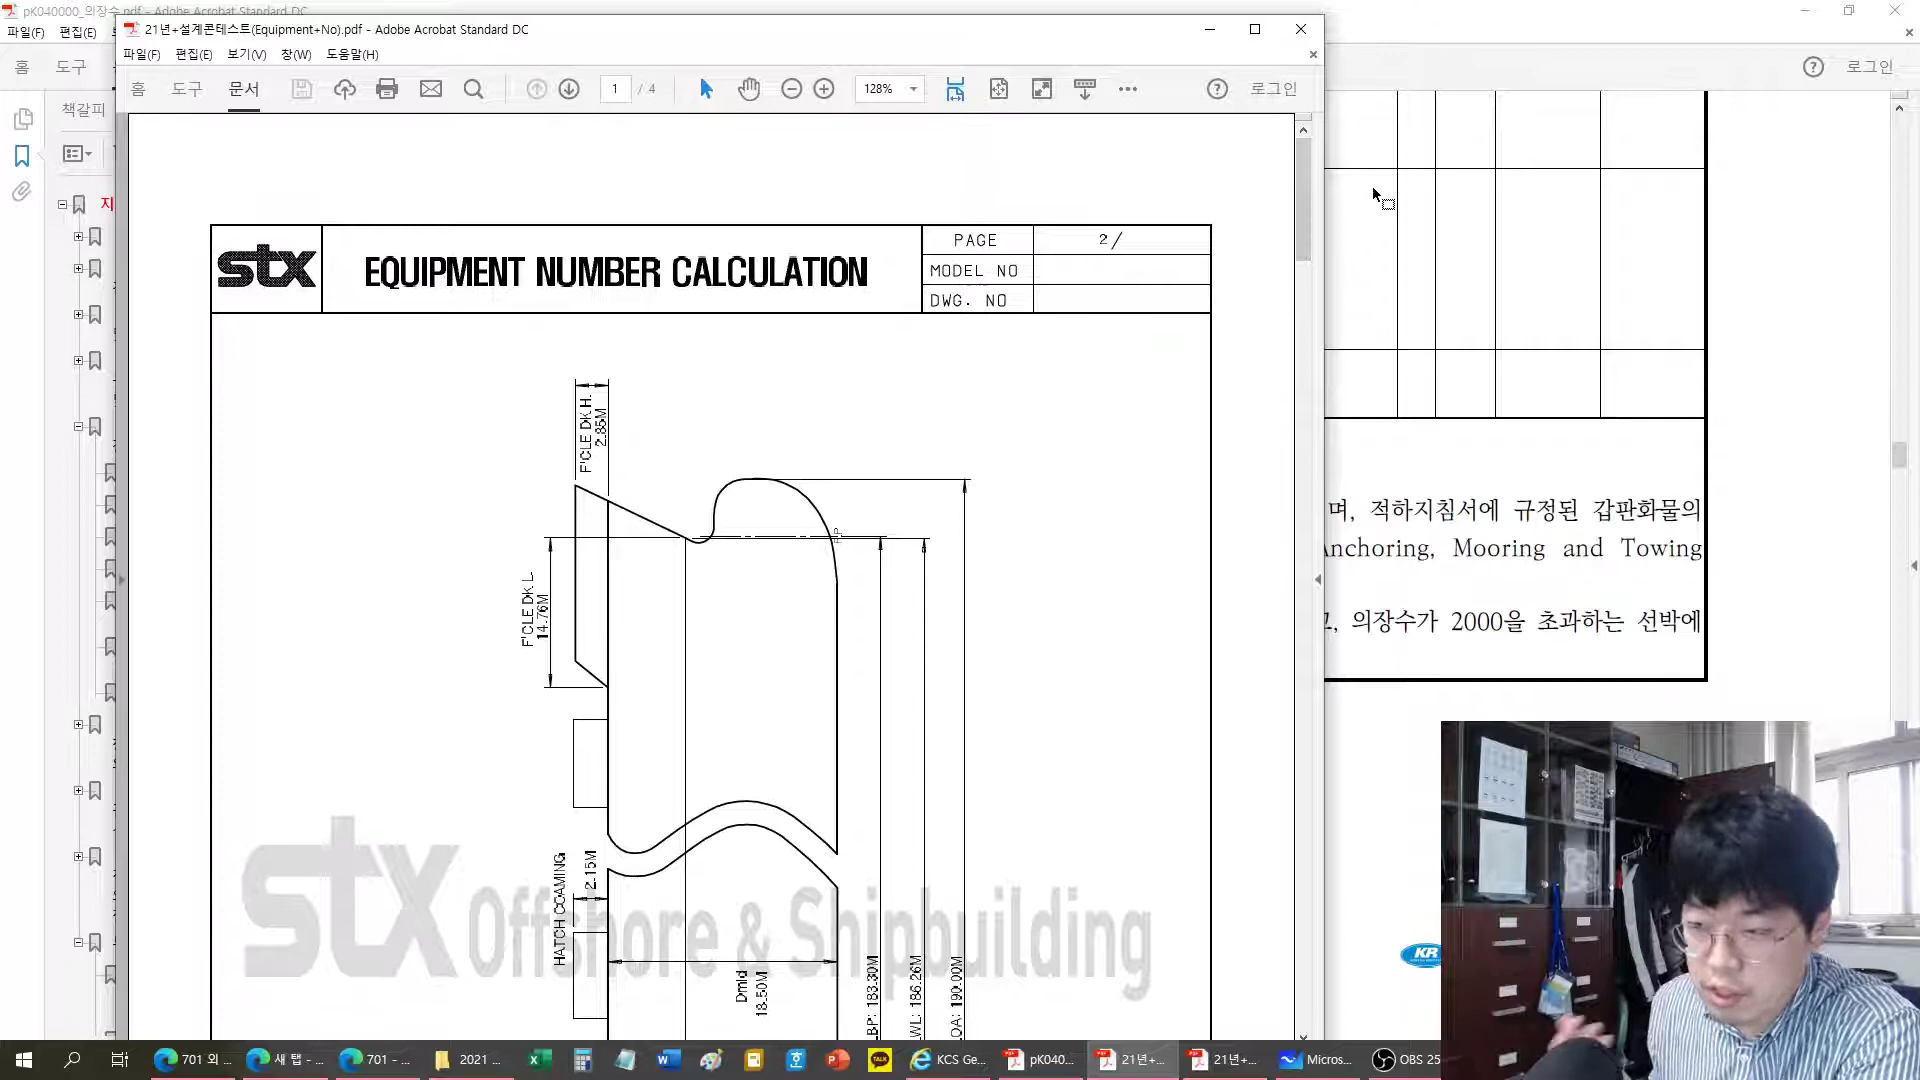 pK040000_의장수.pdf - Adobe Acrobat Standard DC
파일(F) 편집(E)
홈 도구
로그인
책갈피
21년+설계콘테스트(Equipment+No).pdf - Adobe Acrobat Standard DC
파일(F) 편집(E) 보기(V) 창(W) 도움말(H)
홈 도구 문서 1 / 4 128% 로그인
stx
EQUIPMENT NUMBER CALCULATION
PAGE 2/
MODEL NO
DWG. NO
F'CLE DK H.
2.85M
F'CLE DK L.
14.76M
HATCH COAMING
2.15M
Dmld
18.50M
BP: 183.30M
WL: 186.26M
OA: 190.00M
stx Offshore & Shipbuilding
며, 적하지침서에 규정된 갑판화물의
Anchoring, Mooring and Towing
의장수가 2000을 초과하는 선박에
KR
701 외 ...
새 탭 - ...
701 - ...
2021 ...
TALK
KCS Ge...
pK040...
21년+...
21년+...
Micros...
OBS 25